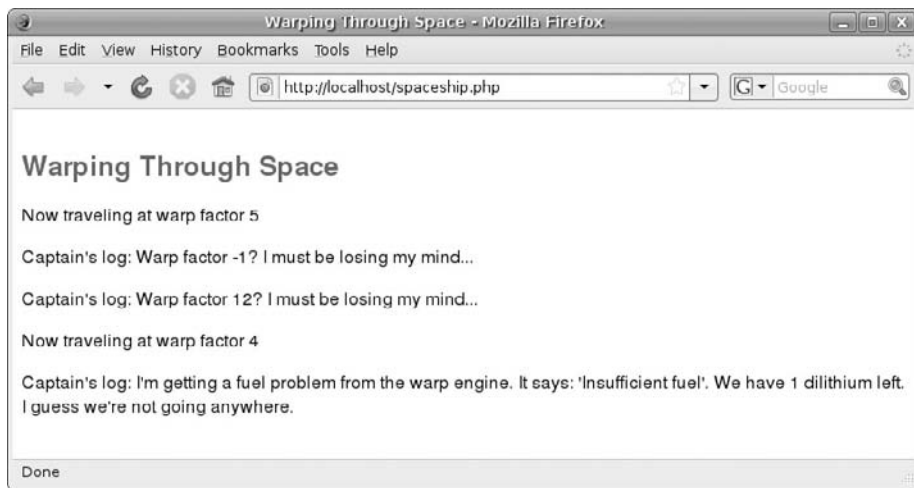 Warping Through Space - Mozilla Firefox
File Edit View History Bookmarks Tools Help
http://localhost/spaceship.php
G Google
Warping Through Space
Now traveling at warp factor 5
Captain's log: Warp factor -1? I must be losing my mind...
Captain's log: Warp factor 12? I must be losing my mind...
Now traveling at warp factor 4
Captain's log: I'm getting a fuel problem from the warp engine. It says: 'Insufficient fuel'. We have 1 dilithium left.
I guess we're not going anywhere.
Done